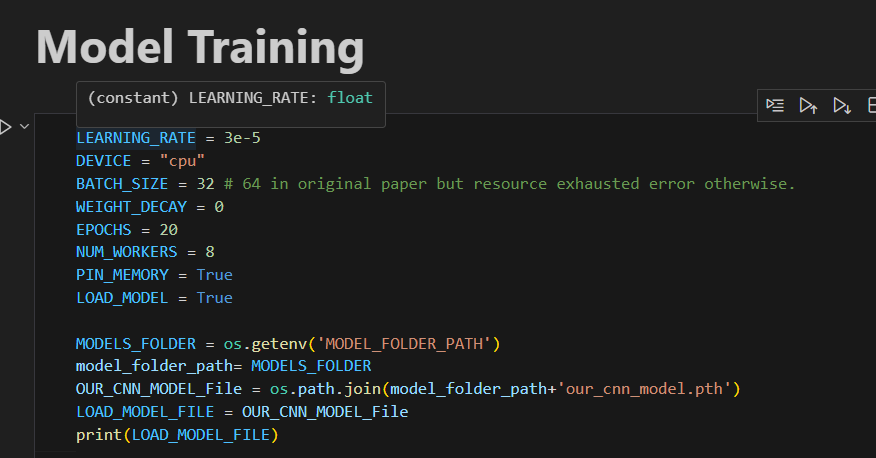 Model Training
(constant) LEARNING_RATE: float
LEARNING_RATE = 3e-5
DEVICE = "cpu"
BATCH_SIZE = 32 # 64 in original paper but resource exhausted error otherwise.
WEIGHT_DECAY = 0
EPOCHS = 20
NUM_WORKERS = 8
PIN_MEMORY = True
LOAD_MODEL = True
MODELS_FOLDER = os.getenv('MODEL_FOLDER_PATH')
model_folder_path= MODELS_FOLDER
OUR_CNN_MODEL_File = os.path.join(model_folder_path+'our_cnn_model.pth')
LOAD_MODEL_FILE = OUR_CNN_MODEL_File
print(LOAD_MODEL_FILE)